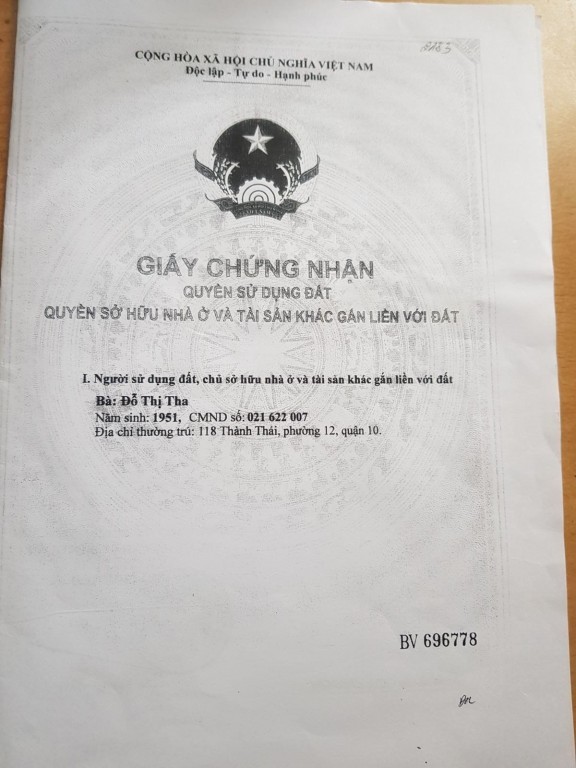 CỘNG HÒA XÃ HỘI CHỦ NGHĨA VIỆT NAM
Độc lập - Tự do - Hạnh phúc
GIẤY CHỨNG NHẬN
QUYỀN SỬ DỤNG ĐẤT
QUYỀN SỞ HỮU NHÀ Ở VÀ TÀI SẢN KHÁC GẮN LIỀN VỚI ĐẤT
I. Người sử dụng đất, chủ sở hữu nhà ở và tài sản khác gắn liền với đất
Bà: Đỗ Thị Tha
Năm sinh: 1951, CMND số: 021 622 007
Địa chỉ thường trú: 118 Thành Thái, phường 12, quận 10.
BV 696778